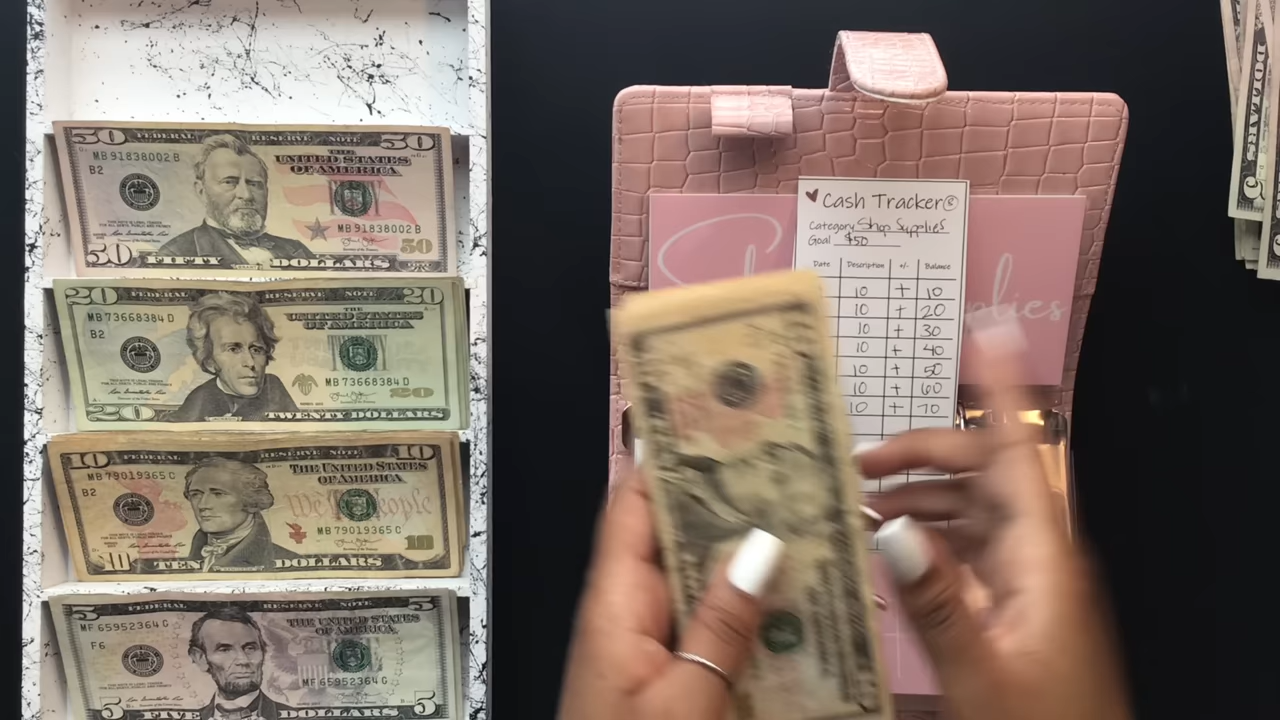 50 FEDERAL RESERVE NOTE 50
MB 91838002 B
THE
UNITED STATES
OF AMERICA
B2
MB 91838002 B
50 FIFTY DOLLARS 50
20 FEDERAL RESERVE NOTE 20
MB 73668384 D
THE
UNITED STATES
OF AMERICA
B2
MB 73668384 D
20 TWENTY DOLLARS 20
10 FEDERAL RESERVE NOTE 10
MB 79019365 C
THE UNITED STATES
OF AMERICA
B2
We the People
MB 79019365 C
10 TEN DOLLARS 10
5 FEDERAL RESERVE NOTE 5
MF 65952364 G
THE UNITED STATES
OF AMERICA
F6
MF 65952364 G
5 FIVE DOLLARS 5
Cash Tracker®
Category Shop Supplies
Goal $50
Date Description +/- Balance
10 + 10
10 + 20
10 + 30
10 + 40
10 + 50
10 + 60
10 + 70
plies
DOLLARS
5